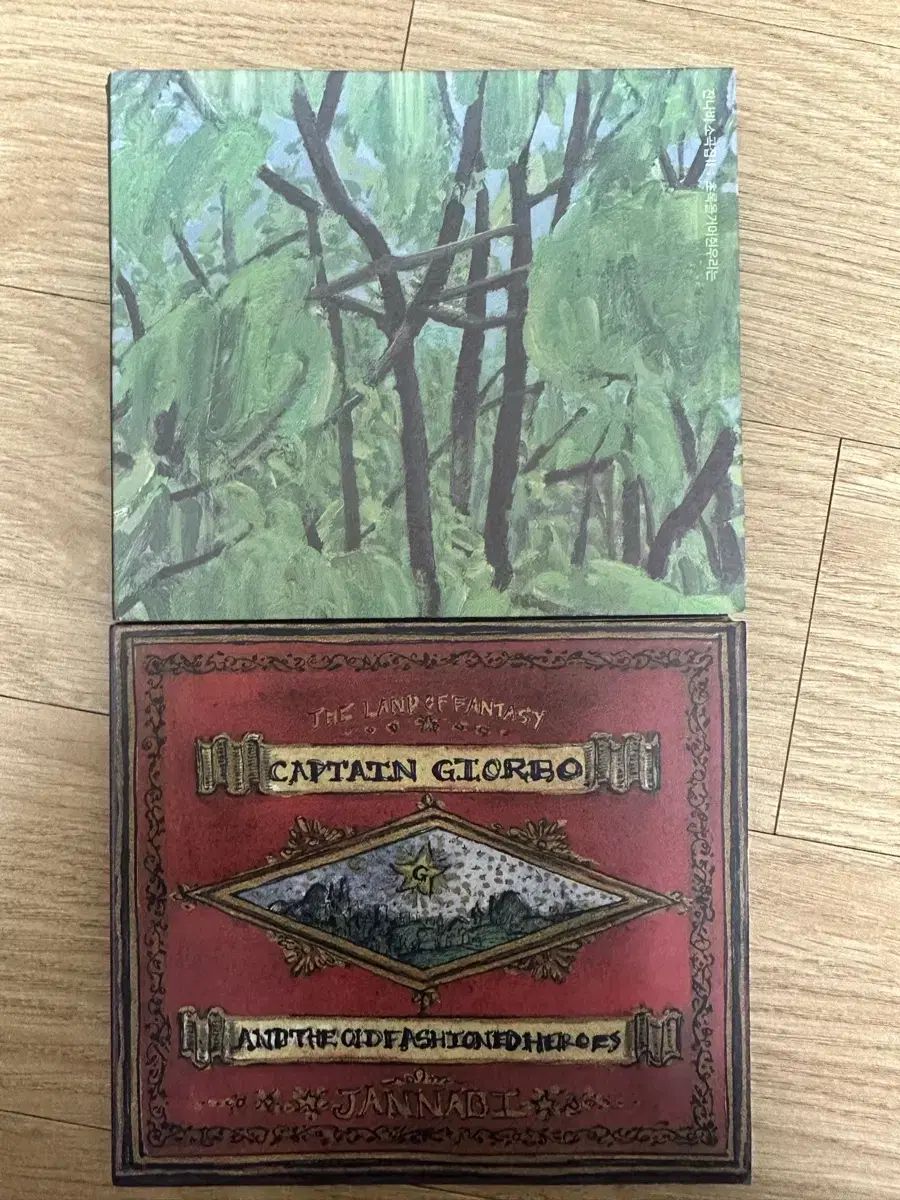 잔나비 소곡집 ll 초록을거머쥔우리는
THE LAND OF FANTASY
CAPTAIN GIORBO
G
AND THE OLD FASHIONED HEROES
JANNABI